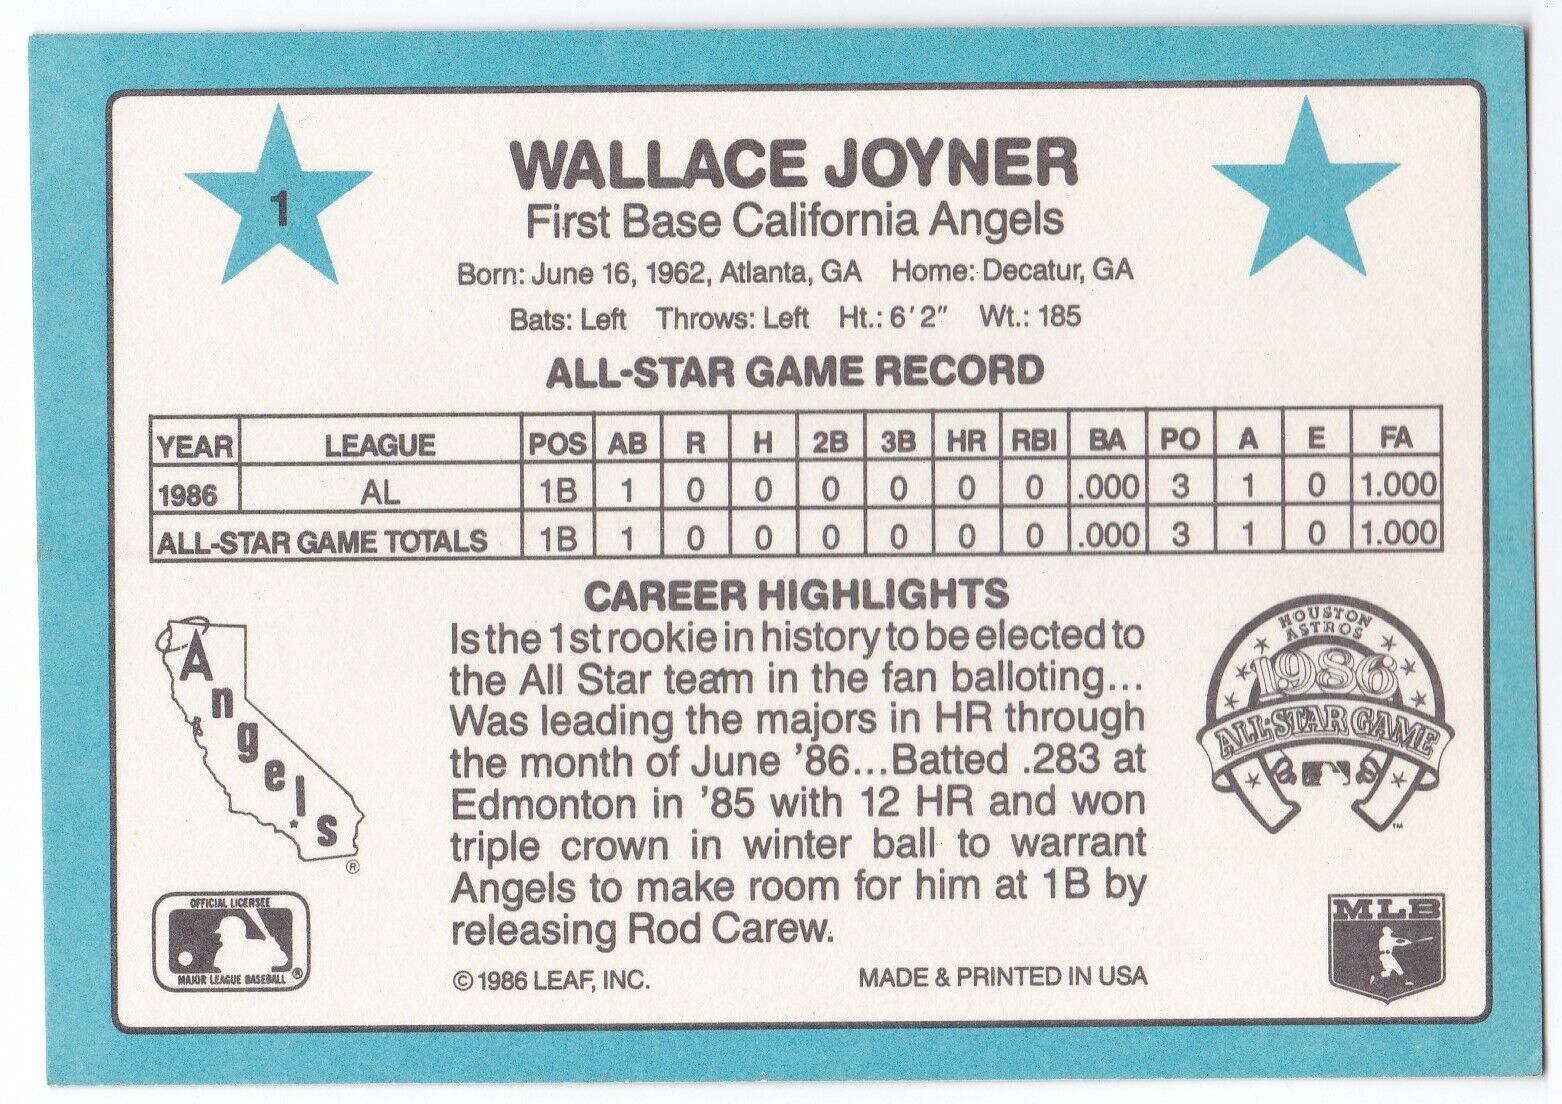 1
WALLACE JOYNER
First Base California Angels
Born: June 16, 1962, Atlanta, GA Home: Decatur, GA
Bats: Left Throws: Left Ht.: 6'2" Wt.: 185
ALL-STAR GAME RECORD
YEAR LEAGUE POS AB R H 2B 3B HR RBI BA PO A E FA
1986 AL 1B 1 0 0 0 0 0 0 .000 3 1 0 1.000
ALL-STAR GAME TOTALS 1B 1 0 0 0 0 0 0 .000 3 1 0 1.000
CAREER HIGHLIGHTS
Is the 1st rookie in history to be elected to
the All Star team in the fan balloting...
Was leading the majors in HR through
the month of June '86...Batted .283 at
Edmonton in '85 with 12 HR and won
triple crown in winter ball to warrant
Angels to make room for him at 1B by
releasing Rod Carew.
© 1986 LEAF, INC. MADE & PRINTED IN USA
Angels
®
OFFICIAL LICENSEE
MAJOR LEAGUE BASEBALL ®
HOUSTON
ASTROS
1986
ALL-STAR GAME
™
MLB